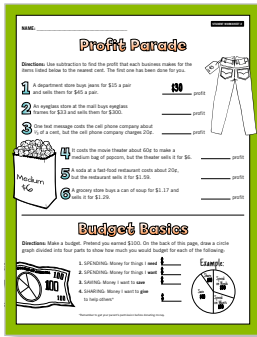 STUDENT WORKSHEET 4
NAME:
Profit Parade
Directions: Use subtraction to find the profit that each business makes for the
items listed below to the nearest cent. The first one has been done for you.
1 A department store buys jeans for $15 a pair
and sells them for $45 a pair. $30 profit
2 An eyeglass store at the mall buys eyeglass
frames for $33 and sells them for $300. profit
3 One text message costs the cell phone company about
of a cent, but the cell phone company charges 20¢. profit
4 It costs the movie theater about 60¢ to make a
medium bag of popcorn, but the theater sells it for $6. profit
5 A soda at a fast-food restaurant costs about 20¢,
but the restaurant sells it for $1.59. profit
6 A grocery store buys a can of soup for $1.17 and
sells it for $1.29. profit
Medium
$6
Budget Basics
Directions: Make a budget. Pretend you earned $100. On the back of this page, draw a circle
graph divided into four parts to show how much you would budget for each of the following:
1. SPENDING: Money for things I need $
2. SPENDING: Money for things I want $
3. SAVING: Money I want to save $
4. SHARING: Money I want to give $
to help others*
Example:
100
100